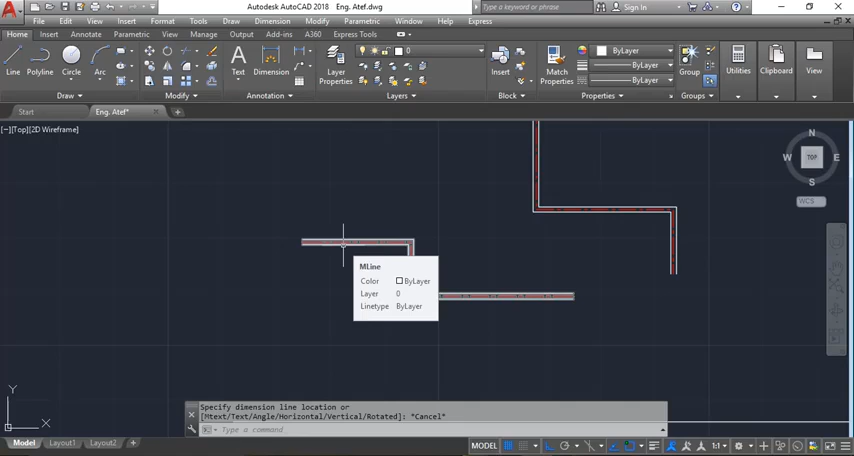 Autodesk AutoCAD 2018 Eng. Atef.dwg
Type a keyword or phrase
Sign In
File Edit View Insert Format Tools Draw Dimension Modify Parametric Window Help Express
Home Insert Annotate Parametric View Manage Output Add-ins A360 Express Tools
Line Polyline Circle Arc
Text Dimension
Layer Properties
0
Insert
Match Properties
ByLayer
ByLayer
ByLayer
Group
Utilities
Clipboard
View
Draw Modify Annotation Layers Block Properties Groups
Start Eng. Atef*
[−][Top][2D Wireframe]
N
W TOP E
S
WCS
MLine
Color ByLayer
Layer 0
Linetype ByLayer
Y
X
Specify dimension line location or
[Mtext/Text/Angle/Horizontal/Vertical/Rotated]: *Cancel*
Type a command
Model Layout1 Layout2
MODEL 1:1